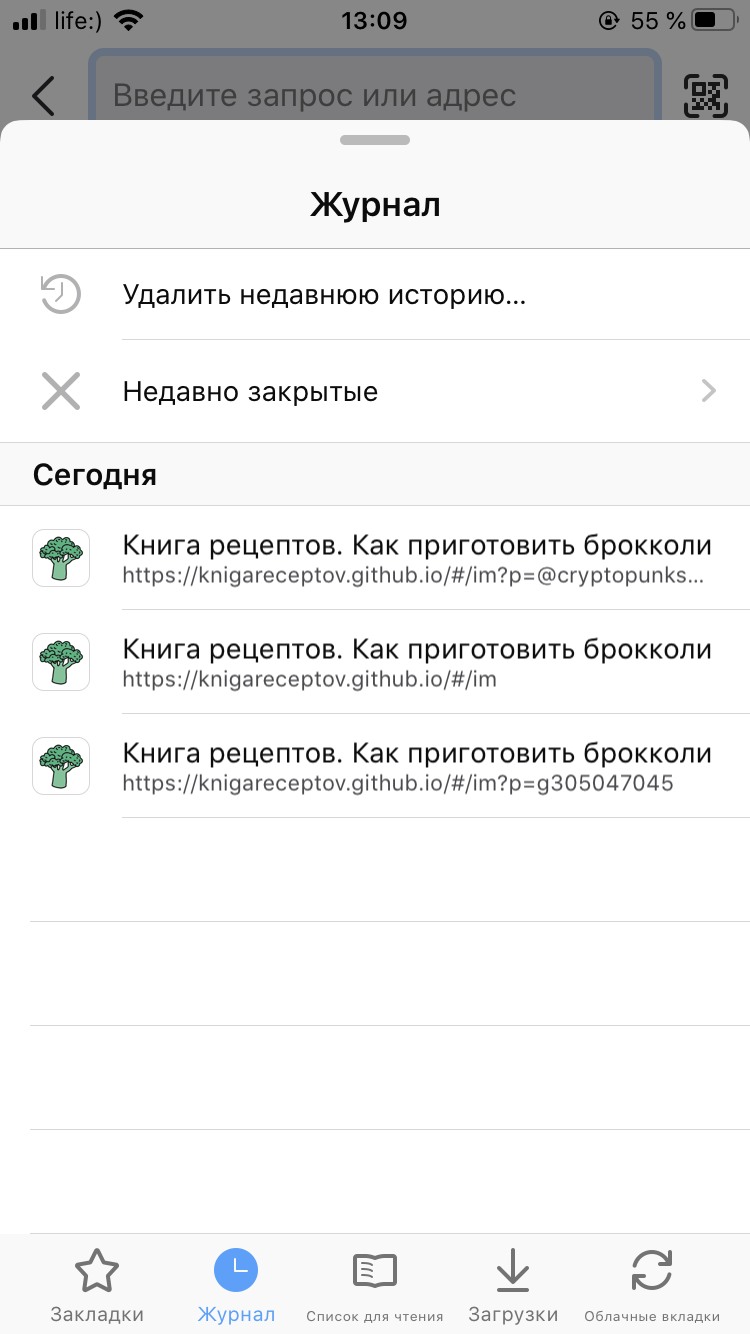 life:)
13:09
55 %
Введите запрос или адрес
Журнал
Удалить недавнюю историю...
Недавно закрытые
Сегодня
Книга рецептов. Как приготовить брокколи
https://knigareceptov.github.io/#/im?p=@cryptopunks...
Книга рецептов. Как приготовить брокколи
https://knigareceptov.github.io/#/im
Книга рецептов. Как приготовить брокколи
https://knigareceptov.github.io/#/im?p=g305047045
Закладки
Журнал
Список для чтения
Загрузки
Облачные вкладки